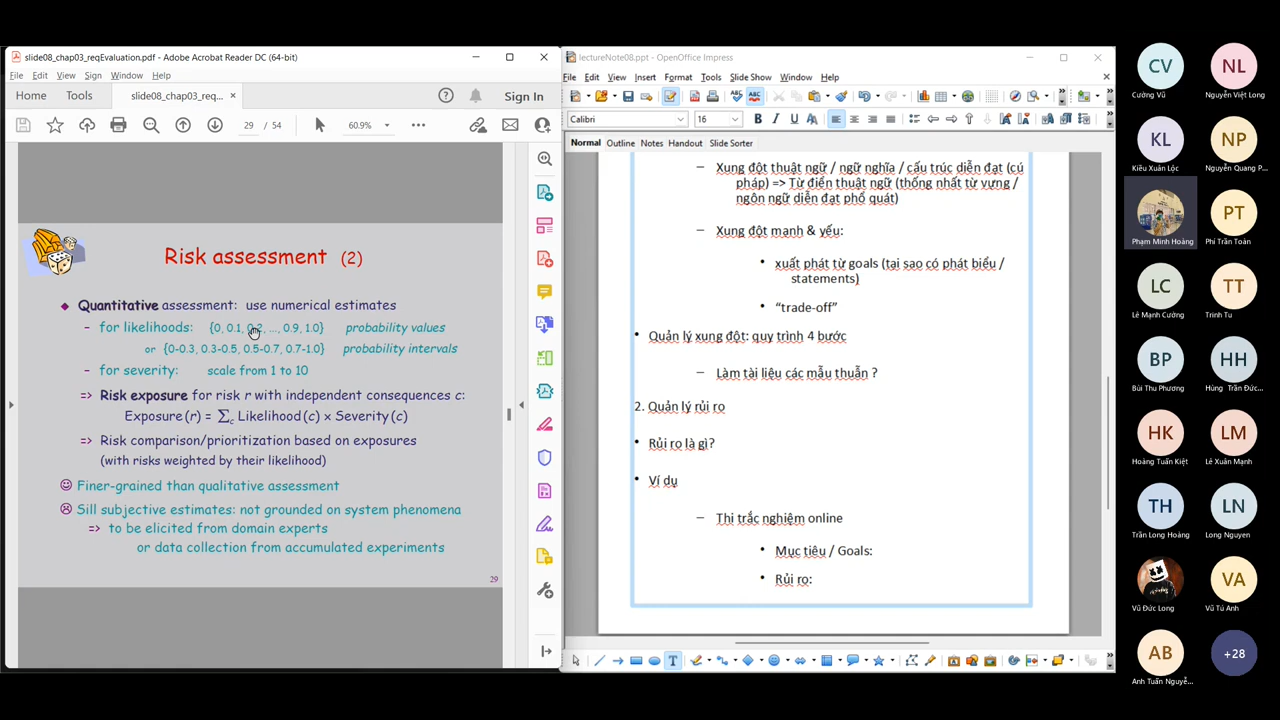 slide08_chap03_reqEvaluation.pdf - Adobe Acrobat Reader DC (64-bit)
File Edit View Sign Window Help
Home Tools slide08_chap03_req... × Sign In
29 / 54 60.9%
Risk assessment (2)
Quantitative assessment: use numerical estimates
- for likelihoods: {0, 0.1, 0.2, ..., 0.9, 1.0} probability values
or {0-0.3, 0.3-0.5, 0.5-0.7, 0.7-1.0} probability intervals
- for severity: scale from 1 to 10
=> Risk exposure for risk r with independent consequences c:
Exposure (r) = ∑c Likelihood (c) x Severity (c)
=> Risk comparison/prioritization based on exposures
(with risks weighted by their likelihood)
☺ Finer-grained than qualitative assessment
☹ Sill subjective estimates: not grounded on system phenomena
=> to be elicited from domain experts
or data collection from accumulated experiments
29
lectureNote08.ppt - OpenOffice Impress
File Edit View Insert Format Tools Slide Show Window Help
Calibri 16 B I U S
Normal Outline Notes Handout Slide Sorter
– Xung đột thuật ngữ / ngữ nghĩa / cấu trúc diễn đạt (cú
pháp) => Từ điển thuật ngữ (thống nhất từ vựng /
ngôn ngữ diễn đạt phổ quát)
– Xung đột mạnh & yếu:
• xuất phát từ goals (tại sao có phát biểu /
statements)
• “trade-off”
• Quản lý xung đột: quy trình 4 bước
– Làm tài liệu các mẫu thuẫn ?
2. Quản lý rủi ro
• Rủi ro là gì?
• Ví dụ
– Thi trắc nghiệm online
• Mục tiêu / Goals:
• Rủi ro:
CV NL
Cường Vũ Nguyễn Việt Long
KL NP
Kiều Xuân Lộc Nguyễn Quang P...
PT
Phạm Minh Hoàng Phí Trần Toàn
LC TT
Lê Mạnh Cường Trinh Tu
BP HH
Bùi Thu Phương Hùng Trần Đức...
HK LM
Hoàng Tuấn Kiệt Lê Xuân Mạnh
TH LN
Trần Long Hoàng Long Nguyen
VA
Vũ Đức Long Vũ Tú Anh
AB +28
Anh Tuấn Nguyễ...